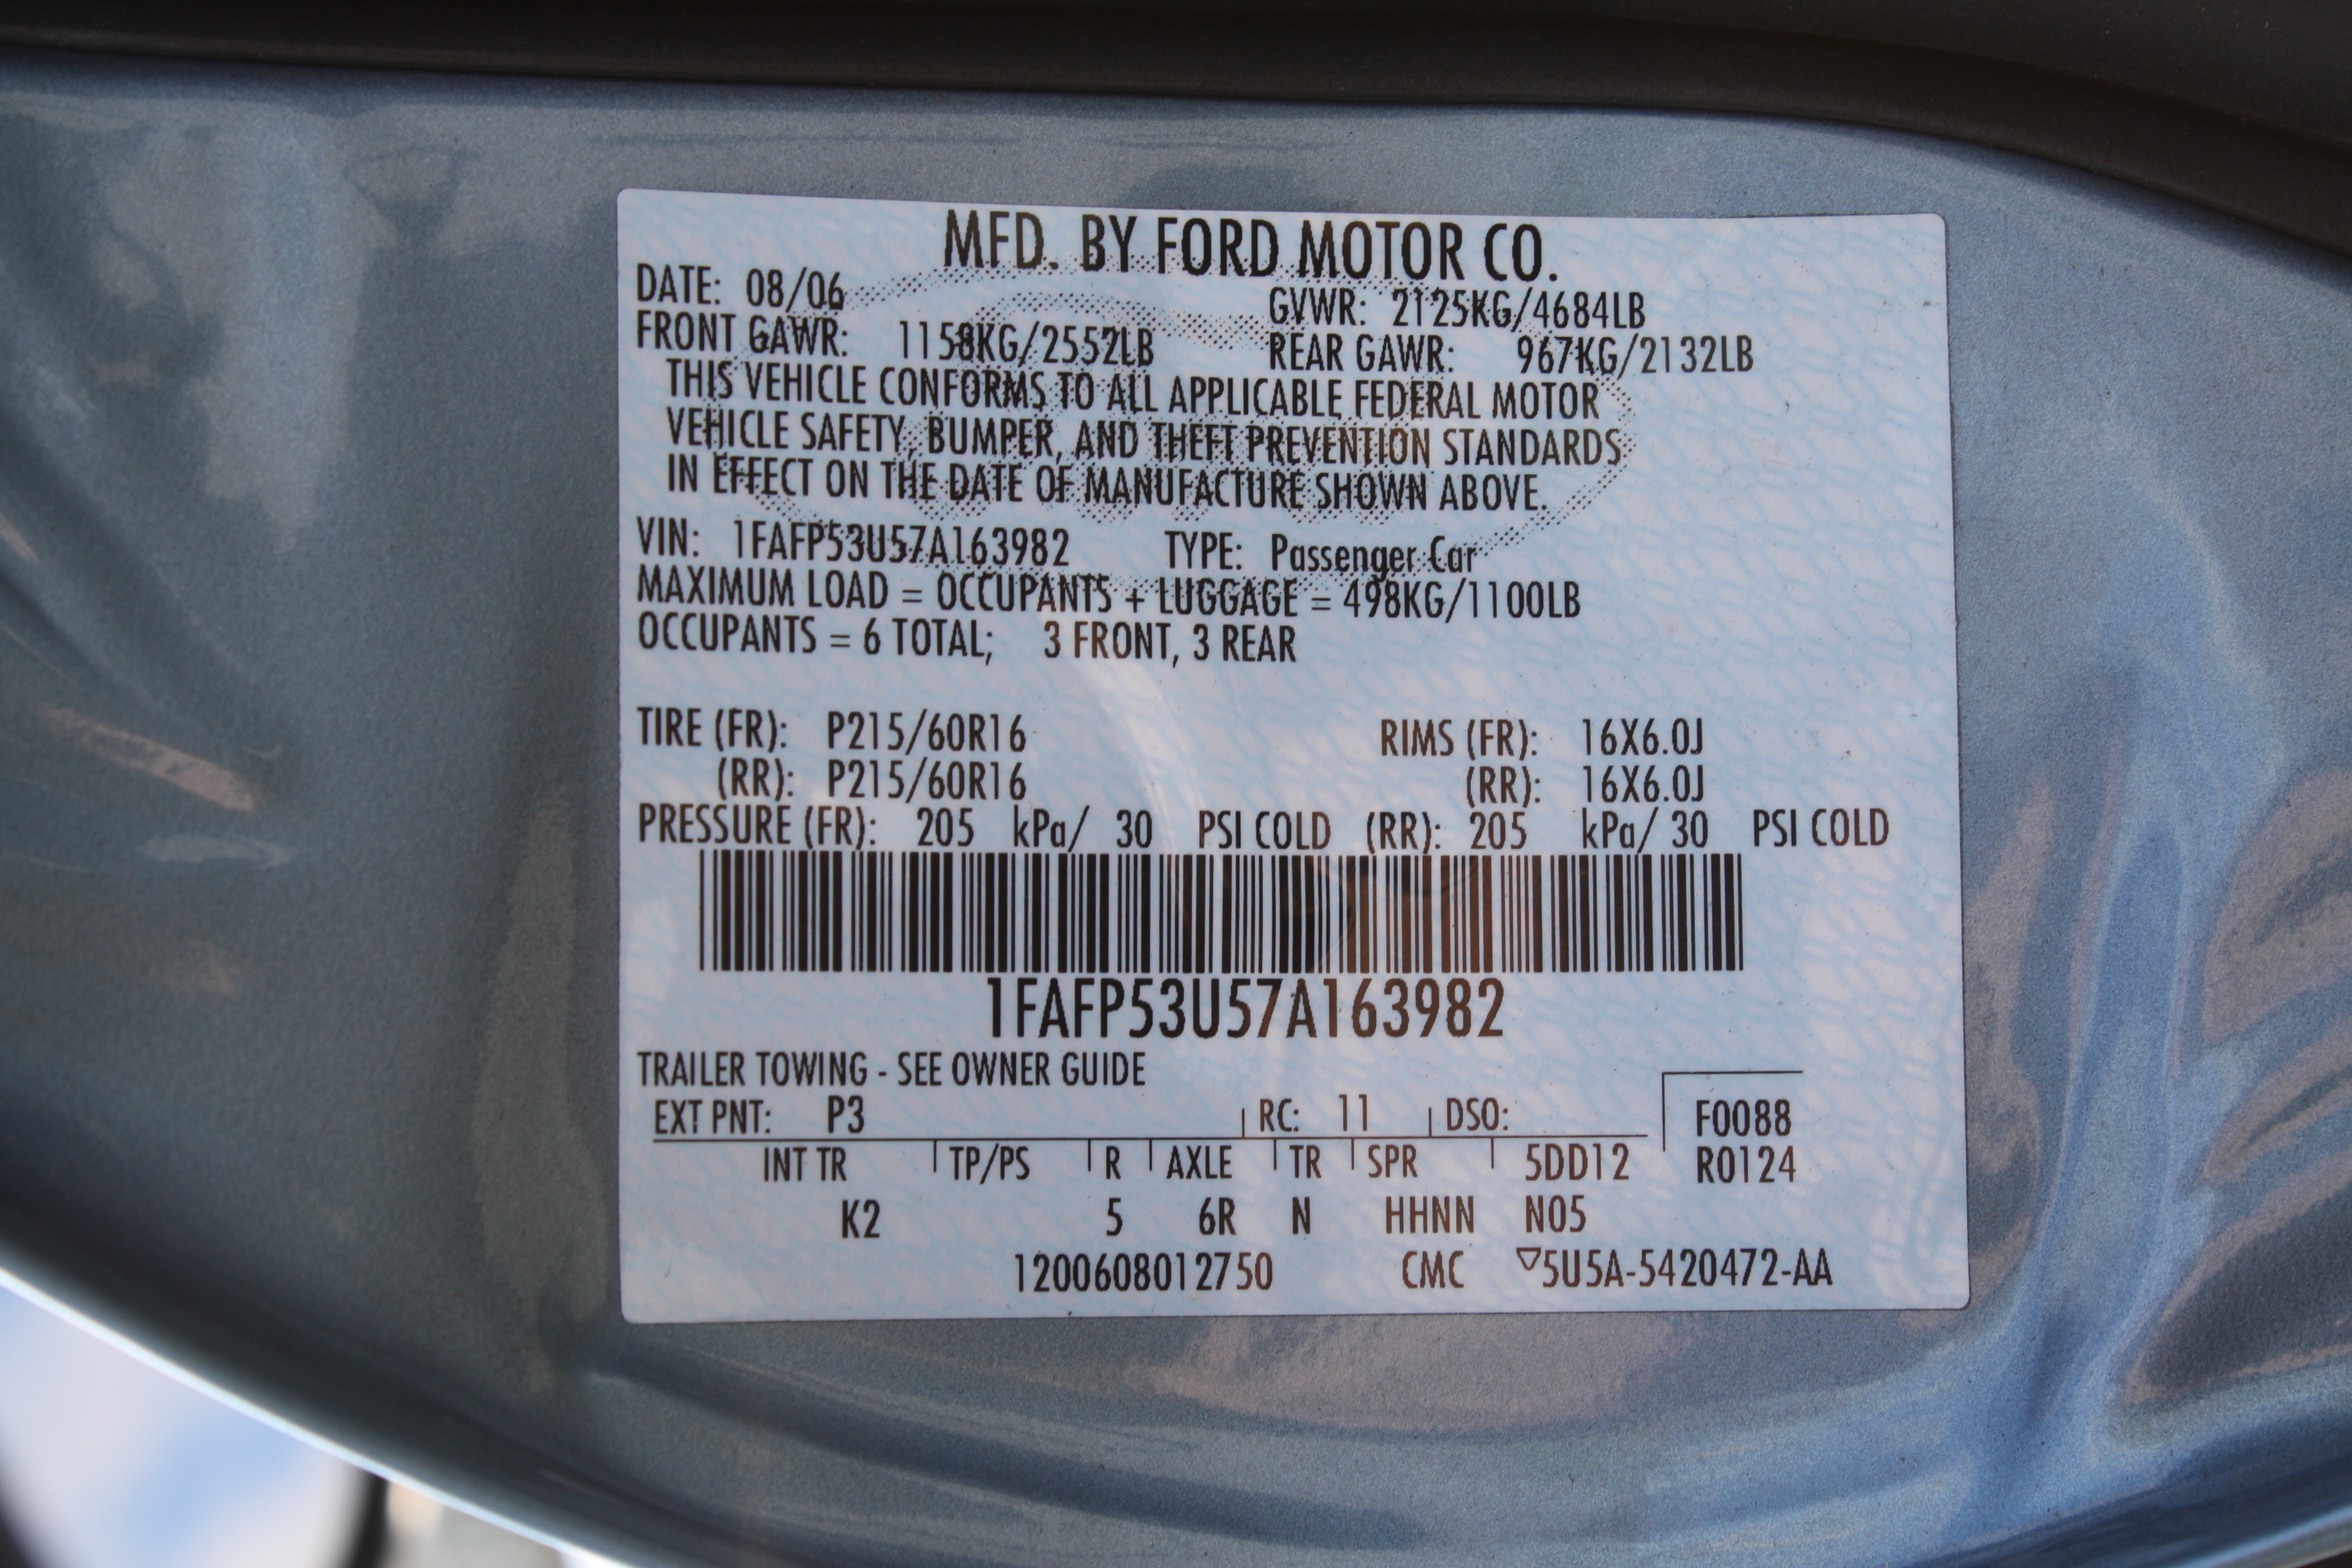 MFD. BY FORD MOTOR CO.
DATE: 08/06 GVWR: 2125KG/4684LB
FRONT GAWR: 1158KG/2552LB REAR GAWR: 967KG/2132LB
THIS VEHICLE CONFORMS TO ALL APPLICABLE FEDERAL MOTOR
VEHICLE SAFETY, BUMPER, AND THEFT PREVENTION STANDARDS
IN EFFECT ON THE DATE OF MANUFACTURE SHOWN ABOVE.
VIN: 1FAFP53U57A163982 TYPE: Passenger Car
MAXIMUM LOAD = OCCUPANTS + LUGGAGE = 498KG/1100LB
OCCUPANTS = 6 TOTAL; 3 FRONT, 3 REAR
TIRE (FR): P215/60R16 RIMS (FR): 16X6.0J
(RR): P215/60R16 (RR): 16X6.0J
PRESSURE (FR): 205 kPa/ 30 PSI COLD (RR): 205 kPa/ 30 PSI COLD
1FAFP53U57A163982
TRAILER TOWING - SEE OWNER GUIDE
EXT PNT: P3 RC: 11 DSO: F0088
INT TR TP/PS R AXLE TR SPR 5DD12 R0124
K2 5 6R N HHNN N05
1200608012750 CMC ▽5U5A-5420472-AA